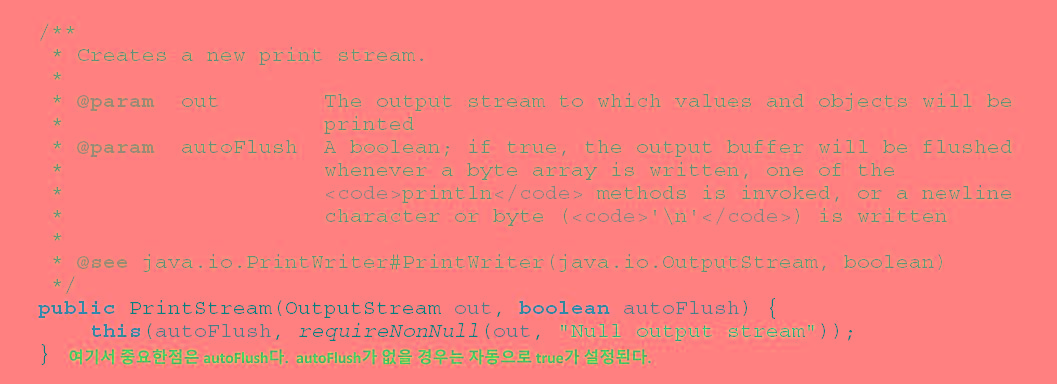 /**
* Creates a new print stream.
*
* @param out The output stream to which values and objects will be
* printed
* @param autoFlush A boolean; if true, the output buffer will be flushed
* whenever a byte array is written, one of the
* <code>println</code> methods is invoked, or a newline
* character or byte (<code>'\n'</code>) is written
*
* @see java.io.PrintWriter#PrintWriter(java.io.OutputStream, boolean)
*/
public PrintStream(OutputStream out, boolean autoFlush) {
this(autoFlush, requireNonNull(out, "Null output stream"));
} 여기서 중요한점은 autoFlush다. autoFlush가 없을 경우는 자동으로 true가 설정된다.